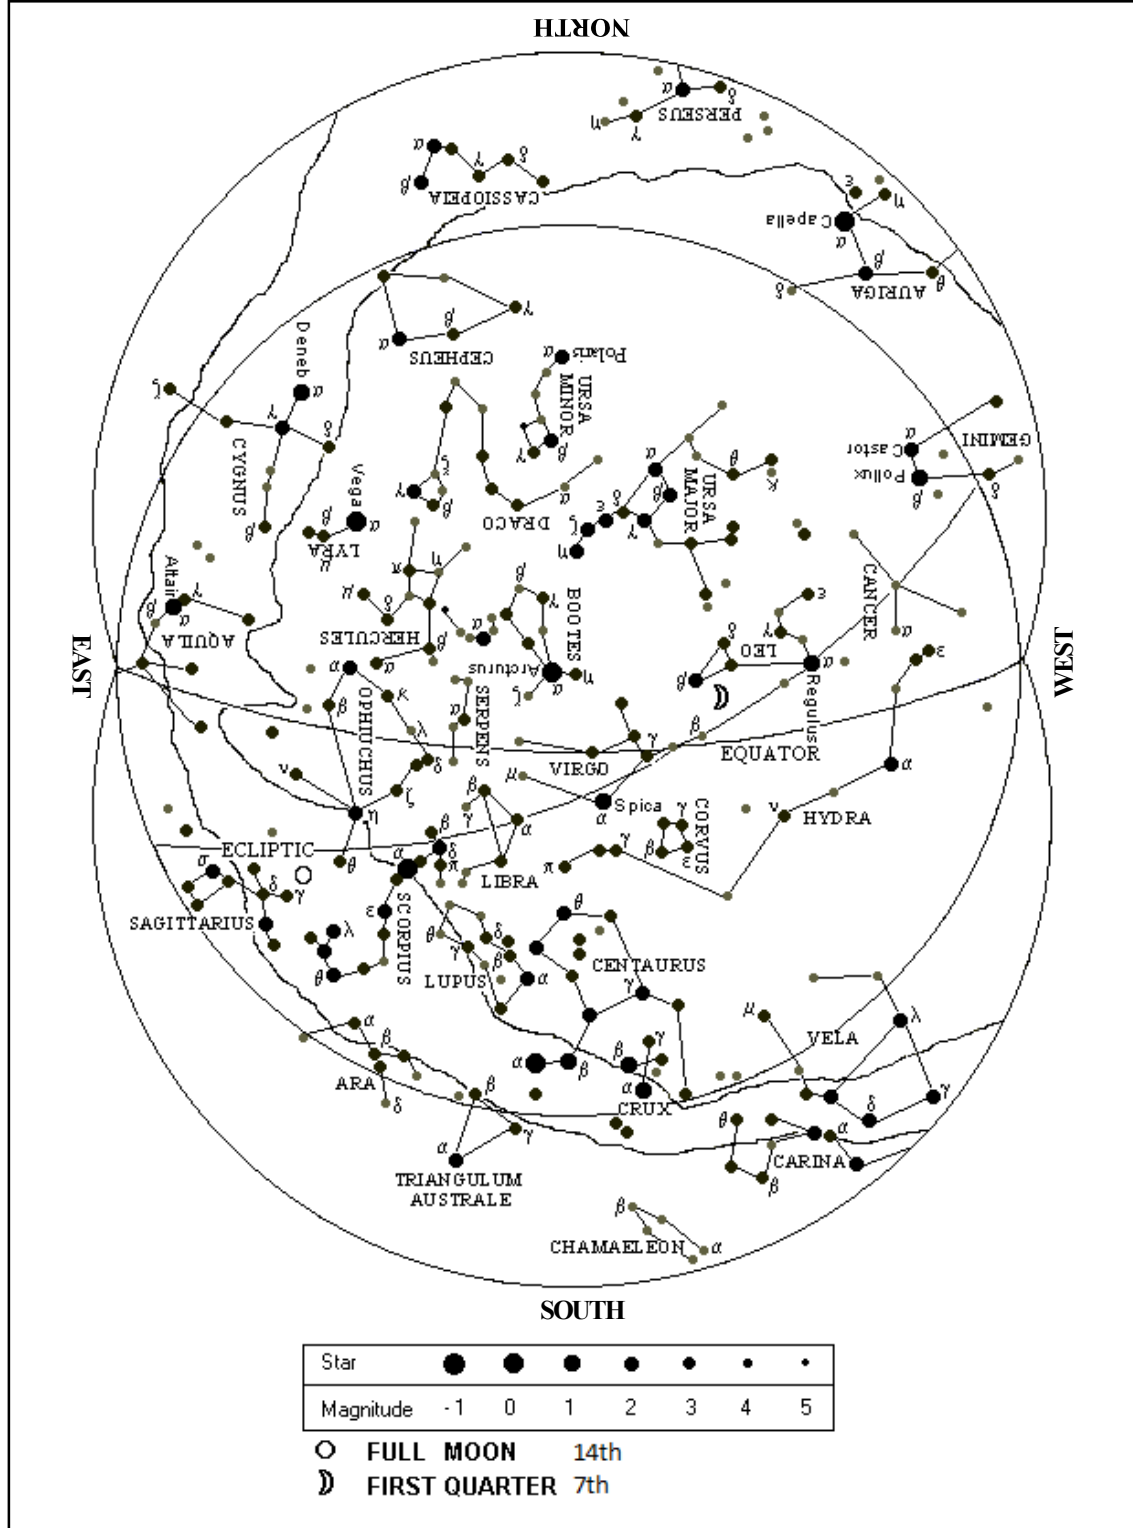 NORTH
α
δ
PERSEUS
η
γ
α
γ
δ
β
CASSIOPEIA
ε
η
Capella
α
β
θ
δ
AURIGA
γ
β
α
CEPHEUS
α
Polaris
URSA
MINOR
β
γ
Deneb
α
ζ
γ
δ
CYGNUS
β
Vega
α
β
LYRA
μ
ξ
γ
β
DRACO
α
α
β
URSA
MAJOR
θ
κ
ε
δ
γ
ζ
η
GEMINI
α
Castor
Pollux
δ
Altair
γ
β
α
AQUILA
π
η
μ
δ
HERCULES
β
α
β
γ
BOOTES
α
Arcturus
η
α
ζ
CANCER
α
ε
γ
LEO
δ
β
α
Regulus
ε
EAST
WEST
α
β
κ
OPHIUCHUS
λ
δ
ν
ζ
η
θ
SERPENS
α
VIRGO
γ
β
EQUATOR
μ
Spica
α
α
HYDRA
ν
β
γ
α
LIBRA
CORVUS
γ
β
ε
γ
π
ECLIPTIC
σ
δ
γ
SAGITTARIUS
β
α
δ
π
ε
SCORPIUS
λ
θ
θ
δ
γ
β
LUPUS
α
θ
CENTAURUS
γ
α
β
μ
λ
VELA
γ
δ
α
β
ARA
δ
γ
β
α
CRUX
β
γ
α
TRIANGULUM
AUSTRALE
θ
α
CARINA
β
β
CHAMAELEON
α
SOUTH
Star
Magnitude -1 0 1 2 3 4 5
FULL MOON 14th
FIRST QUARTER 7th